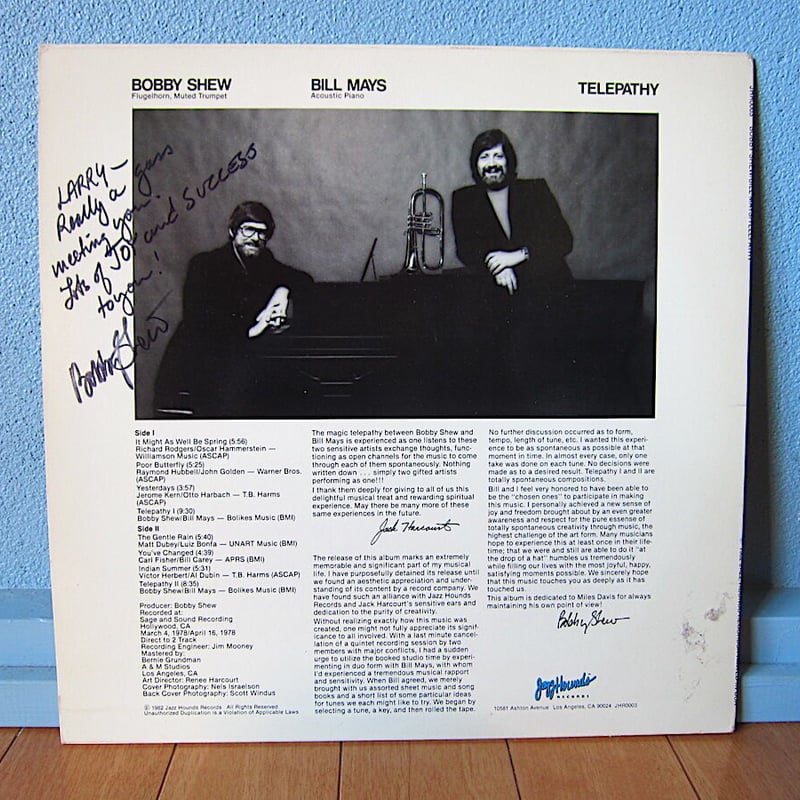 BOBBY SHEW
Flugelhorn, Muted Trumpet
BILL MAYS
Acoustic Piano
TELEPATHY
LARRY —
Really a gass
meeting you!
Lots of Joy and SUCCESS
to you!
Bobby Shew
Side I
It Might As Well Be Spring (5:56)
Richard Rodgers/Oscar Hammerstein —
Williamson Music (ASCAP)
Poor Butterfly (5:25)
Raymond Hubbell/John Golden — Warner Bros.
(ASCAP)
Yesterdays (3:57)
Jerome Kern/Otto Harbach — T.B. Harms
(ASCAP)
Telepathy I (9:30)
Bobby Shew/Bill Mays — Bolikes Music (BMI)
Side II
The Gentle Rain (5:40)
Matt Dubey/Luiz Bonfa — UNART Music (BMI)
You've Changed (4:39)
Carl Fisher/Bill Carey — APRS (BMI)
Indian Summer (5:31)
Victor Herbert/Al Dubin — T.B. Harms (ASCAP)
Telepathy II (8:35)
Bobby Shew/Bill Mays — Bolikes Music (BMI)
Producer: Bobby Shew
Recorded at:
Sage and Sound Recording
Hollywood, CA
March 4, 1978/April 16, 1978
Direct to 2 Track
Recording Engineer: Jim Mooney
Mastered by:
Bernie Grundman
A & M Studios
Los Angeles, CA
Art Director: Renee Harcourt
Cover Photography: Nels Israelson
Back Cover Photography: Scott Windus
Ⓟ 1982 Jazz Hounds Records All Rights Reserved
Unauthorized Duplication is a Violation of Applicable Laws
The magic telepathy between Bobby Shew and
Bill Mays is experienced as one listens to these
two sensitive artists exchange thoughts, func-
tioning as open channels for the music to come
through each of them spontaneously. Nothing
written down . . . simply two gifted artists
performing as one!!!
I thank them deeply for giving to all of us this
delightful musical treat and rewarding spiritual
experience. May there be many more of these
same experiences in the future.
Jack Harcourt
The release of this album marks an extremely
memorable and significant part of my musical
life. I have purposefully detained its release until
we found an aesthetic appreciation and under-
standing of its content by a record company. We
have found such an alliance with Jazz Hounds
Records and Jack Harcourt's sensitive ears and
dedication to the purity of creativity.
Without realizing exactly how this music was
created, one might not fully appreciate its signif-
icance to all involved. With a last minute cancel-
lation of a quintet recording session by two
members with major conflicts, I had a sudden
urge to utilize the booked studio time by experi-
menting in duo form with Bill Mays, with whom
I'd experienced a tremendous musical rapport
and sensitivity. When Bill agreed, we merely
brought with us assorted sheet music and song
books and a short list of some particular ideas
for tunes we each might like to try. We began by
selecting a tune, a key, and then rolled the tape.
No further discussion occurred as to form,
tempo, length of tune, etc. I wanted this experi-
ence to be as spontaneous as possible at that
moment in time. In almost every case, only one
take was done on each tune. No decisions were
made as to a desired result. Telepathy I and II are
totally spontaneous compositions.
Bill and I feel very honored to have been able to
be the "chosen ones" to participate in making
this music. I personally achieved a new sense of
joy and freedom brought about by an even greater
awareness and respect for the pure essense of
totally spontaneous creativity through music, the
highest challenge of the art form. Many musicians
hope to experience this at least once in their life-
time; that we were and still are able to do it "at
the drop of a hat" humbles us tremendously
while filling our lives with the most joyful, happy,
satisfying moments possible. We sincerely hope
that this music touches you as deeply as it has
touched us.
This album is dedicated to Miles Davis for always
maintaining his own point of view!
Bobby Shew
Jazz Hounds
RECORDS
10581 Ashton Avenue Los Angeles, CA 90024 JHR0003